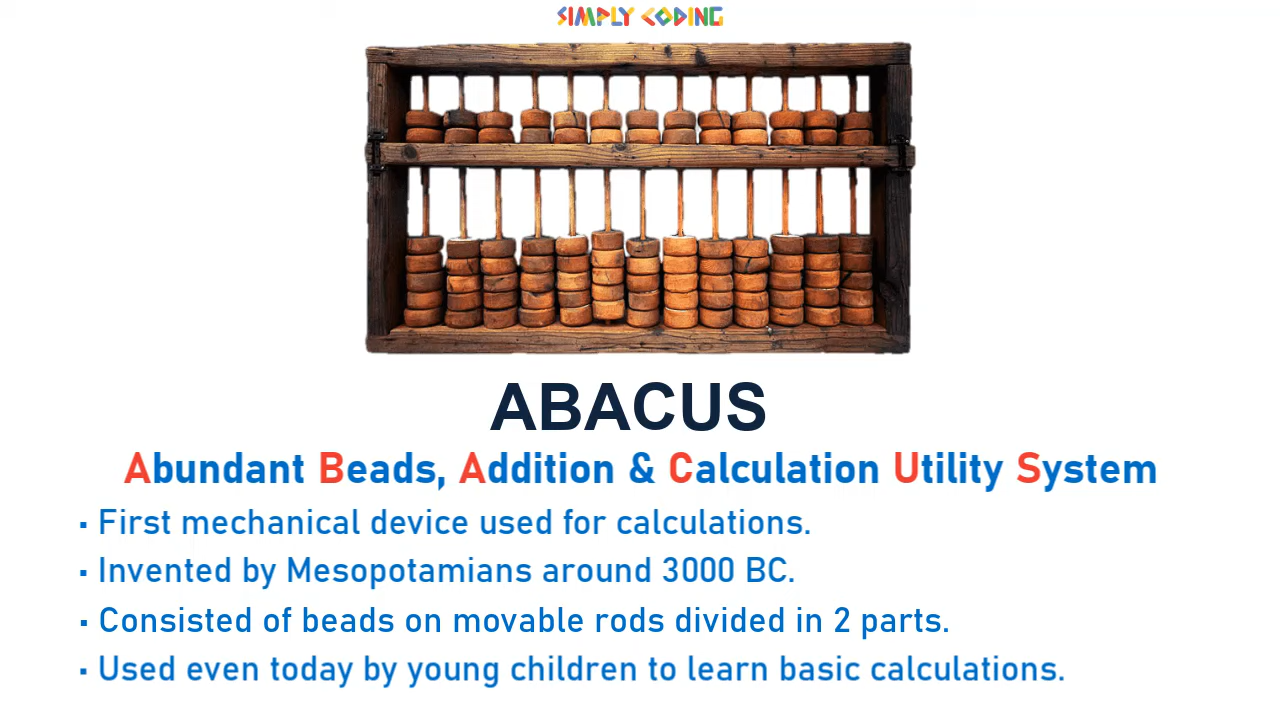 SIMPLY CODING
ABACUS
Abundant Beads, Addition & Calculation Utility System
▪ First mechanical device used for calculations.
▪ Invented by Mesopotamians around 3000 BC.
▪ Consisted of beads on movable rods divided in 2 parts.
▪ Used even today by young children to learn basic calculations.